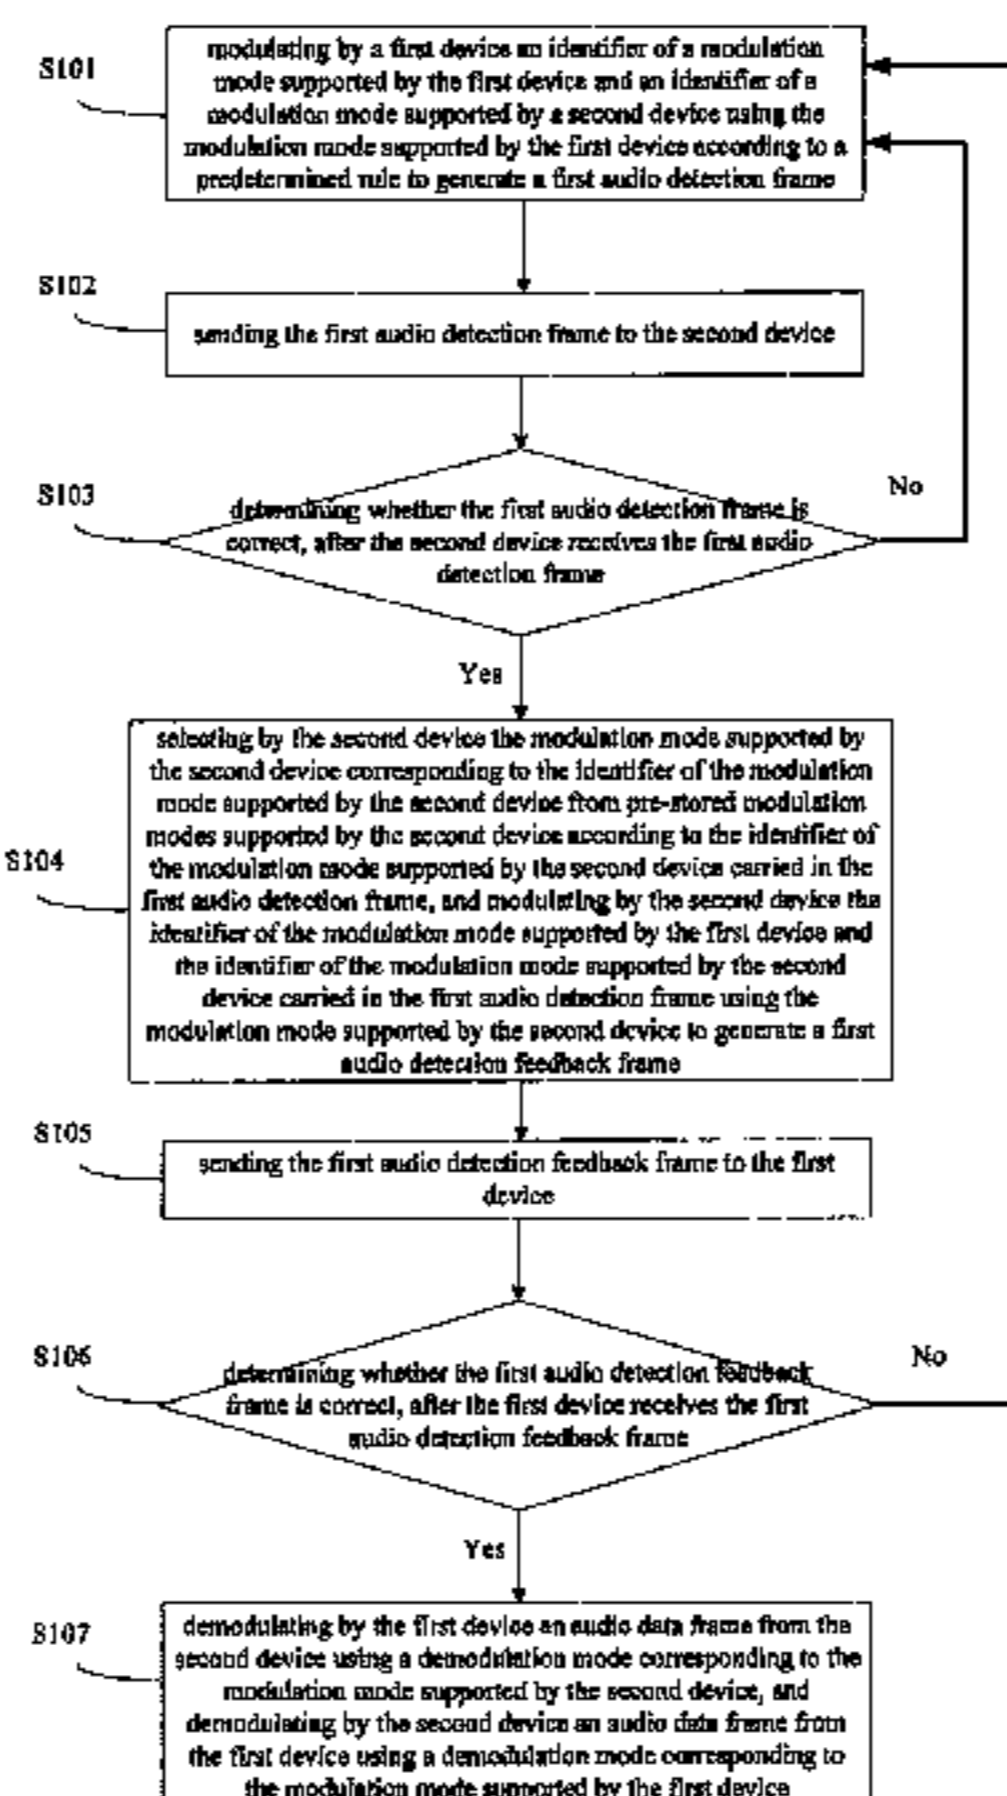 S101
modulating by a first device an identifier of a modulation
mode supported by the first device and an identifier of a
modulation mode supported by a second device using the
modulation mode supported by the first device according to a
predetermined rule to generate a first audio detection frame
S102
sending the first audio detection frame to the second device
S103
determining whether the first audio detection frame is
correct, after the second device receives the first audio
detection frame
No
Yes
S104
selecting by the second device the modulation mode supported by
the second device corresponding to the identifier of the modulation
mode supported by the second device from pre-stored modulation
modes supported by the second device according to the identifier of
the modulation mode supported by the second device carried in the
first audio detection frame, and modulating by the second device the
identifier of the modulation mode supported by the first device and
the identifier of the modulation mode supported by the second
device carried in the first audio detection frame using the
modulation mode supported by the second device to generate a first
audio detection feedback frame
S105
sending the first audio detection feedback frame to the first
device
S106
determining whether the first audio detection feedback
frame is correct, after the first device receives the first
audio detection feedback frame
No
Yes
S107
demodulating by the first device an audio data frame from the
second device using a demodulation mode corresponding to the
modulation mode supported by the second device, and
demodulating by the second device an audio data frame from
the first device using a demodulation mode corresponding to
the modulation mode supported by the first device